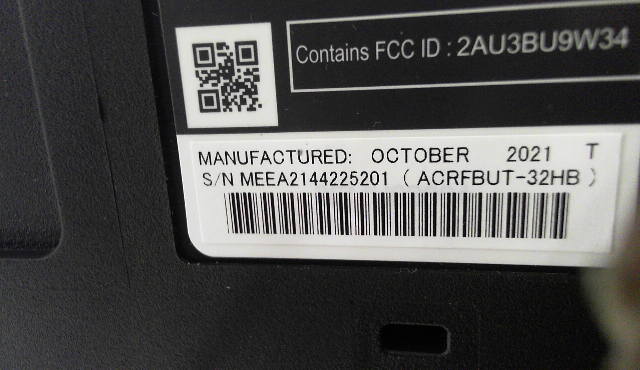 Contains FCC ID : 2AU3BU9W34
MANUFACTURED: OCTOBER 2021 T
S/N MEEA2144225201 ( ACRFBUT-32HB )